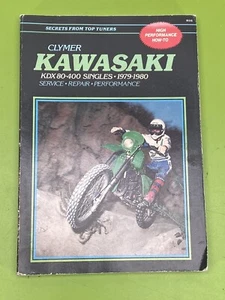 SECRETS FROM TOP TUNERS
HIGH
PERFORMANCE
HOW-TO
CLYMER
KAWASAKI
KDX 80-400 SINGLES • 1979-1980
SERVICE • REPAIR • PERFORMANCE